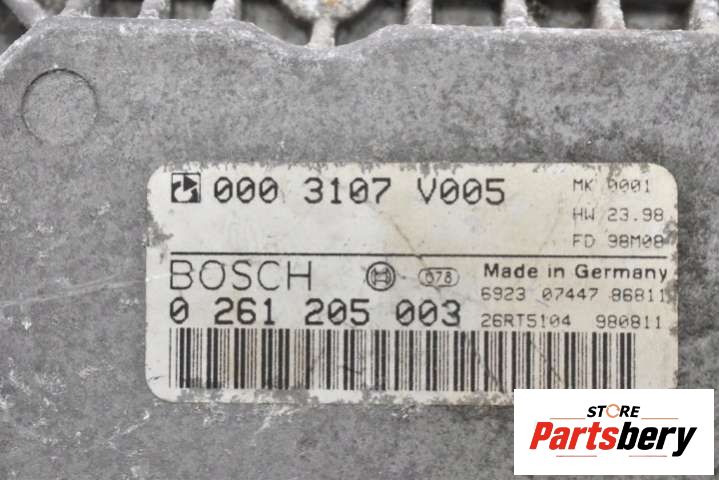 000 3107 V005
MK 0001
HW 23.98
FD 98M08
BOSCH
078
Made in Germany
0 261 205 003
6923 07447 86811
26RT5104 980811
STORE
Partsbery